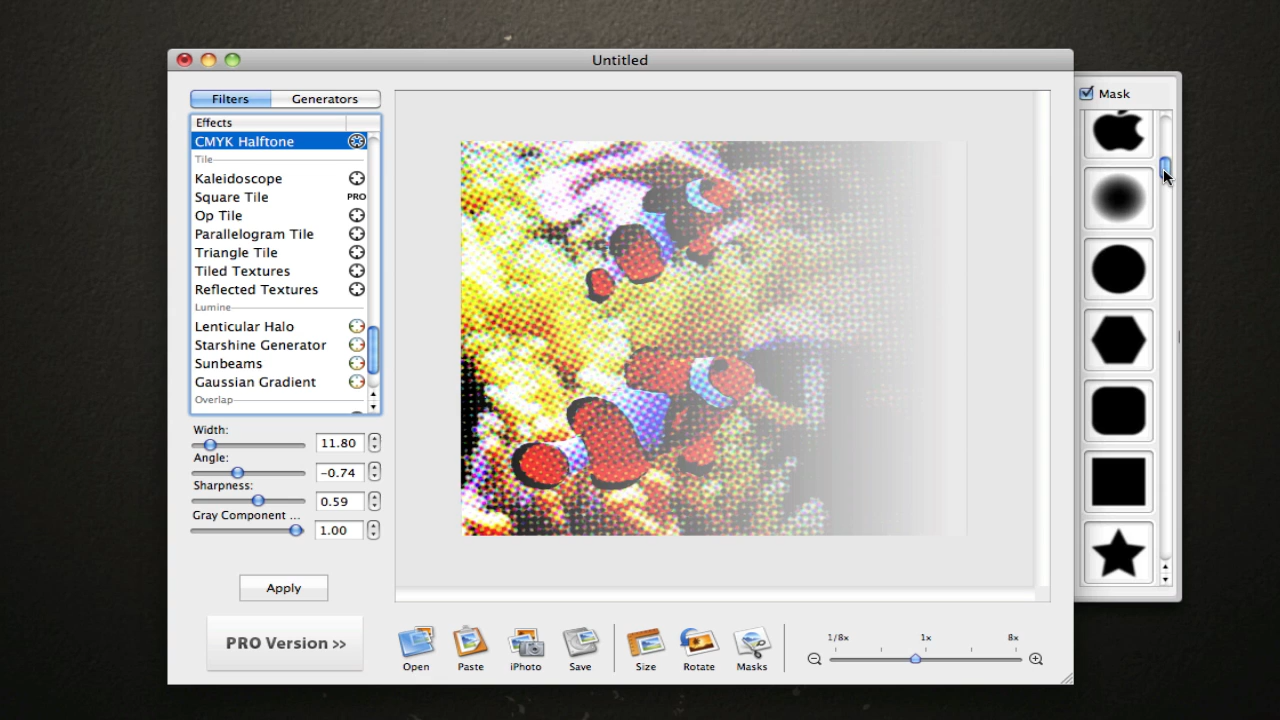 Untitled
Filters
Generators
Mask
Effects
CMYK Halftone
Tile
Kaleidoscope
Square Tile PRO
Op Tile
Parallelogram Tile
Triangle Tile
Tiled Textures
Reflected Textures
Lumine
Lenticular Halo
Starshine Generator
Sunbeams
Gaussian Gradient
Overlap
Width:
11.80
Angle:
-0.74
Sharpness:
0.59
Gray Component ...
1.00
Apply
PRO Version >>
Open
Paste
iPhoto
Save
Size
Rotate
Masks
1/8x
1x
8x